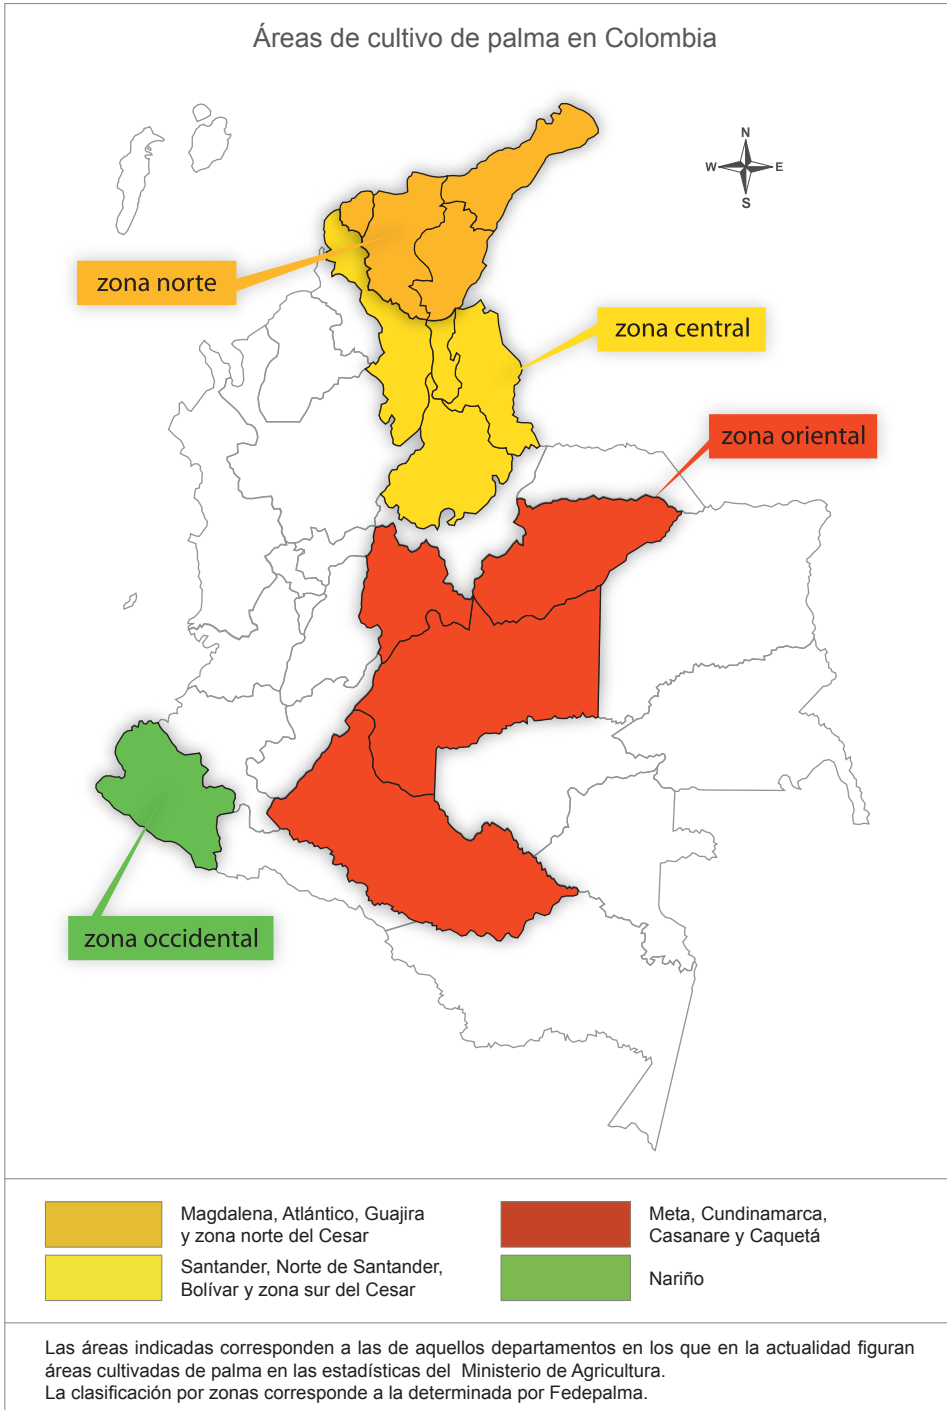 Áreas de cultivo de palma en Colombia
N
W
E
S
zona norte
zona central
zona oriental
zona occidental
Magdalena, Atlántico, Guajira
y zona norte del Cesar
Santander, Norte de Santander,
Bolívar y zona sur del Cesar
Meta, Cundinamarca,
Casanare y Caquetá
Nariño
Las áreas indicadas corresponden a las de aquellos departamentos en los que en la actualidad figuran
áreas cultivadas de palma en las estadísticas del Ministerio de Agricultura.
La clasificación por zonas corresponde a la determinada por Fedepalma.